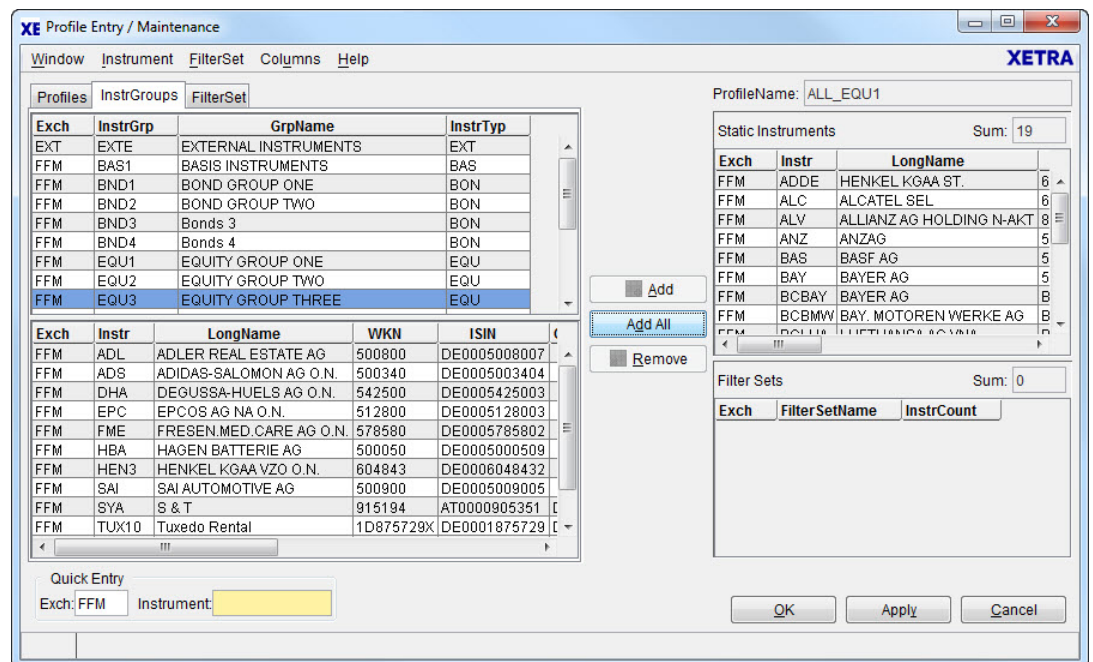 XE Profile Entry / Maintenance
Window Instrument FilterSet Columns Help XETRA
Profiles InstrGroups FilterSet
Exch InstrGrp GrpName InstrTyp
EXT EXTE EXTERNAL INSTRUMENTS EXT
FFM BAS1 BASIS INSTRUMENTS BAS
FFM BND1 BOND GROUP ONE BON
FFM BND2 BOND GROUP TWO BON
FFM BND3 Bonds 3 BON
FFM BND4 Bonds 4 BON
FFM EQU1 EQUITY GROUP ONE EQU
FFM EQU2 EQUITY GROUP TWO EQU
FFM EQU3 EQUITY GROUP THREE EQU
Exch Instr LongName WKN ISIN
FFM ADL ADLER REAL ESTATE AG 500800 DE0005008007
FFM ADS ADIDAS-SALOMON AG O.N. 500340 DE0005003404
FFM DHA DEGUSSA-HUELS AG O.N. 542500 DE0005425003
FFM EPC EPCOS AG NA O.N. 512800 DE0005128003
FFM FME FRESEN.MED.CARE AG O.N. 578580 DE0005785802
FFM HBA HAGEN BATTERIE AG 500050 DE0005000509
FFM HEN3 HENKEL KGAA VZO O.N. 604843 DE0006048432
FFM SAI SAI AUTOMOTIVE AG 500900 DE0005009005
FFM SYA S & T 915194 AT0000905351
FFM TUX10 Tuxedo Rental 1D875729X DE0001875729
Quick Entry
Exch: FFM Instrument:
Add
Add All
Remove
ProfileName: ALL_EQU1
Static Instruments Sum: 19
Exch Instr LongName
FFM ADDE HENKEL KGAA ST. 6
FFM ALC ALCATEL SEL 6
FFM ALV ALLIANZ AG HOLDING N-AKT 8
FFM ANZ ANZAG 5
FFM BAS BASF AG 5
FFM BAY BAYER AG 5
FFM BCBAY BAYER AG B
FFM BCBMW BAY. MOTOREN WERKE AG B
Filter Sets Sum: 0
Exch FilterSetName InstrCount
OK Apply Cancel